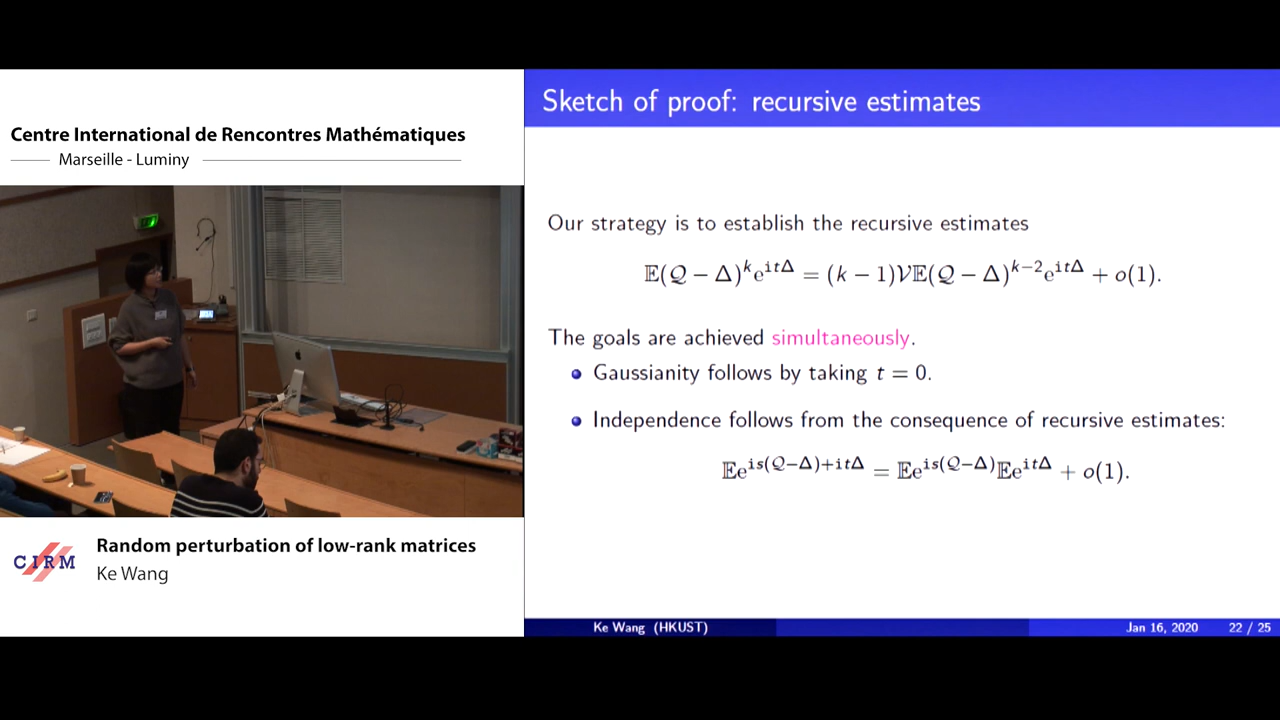 Centre International de Rencontres Mathématiques
Marseille - Luminy
CIRM
Random perturbation of low-rank matrices
Ke Wang
Sketch of proof: recursive estimates
Our strategy is to establish the recursive estimates
𝔼(𝒬 − Δ)^k e^{itΔ} = (k − 1)𝒱𝔼(𝒬 − Δ)^{k−2} e^{itΔ} + o(1).
The goals are achieved simultaneously.
Gaussianity follows by taking t = 0.
Independence follows from the consequence of recursive estimates:
𝔼e^{is(𝒬−Δ)+itΔ} = 𝔼e^{is(𝒬−Δ)}𝔼e^{itΔ} + o(1).
Ke Wang (HKUST)
Jan 16, 2020
22 / 25